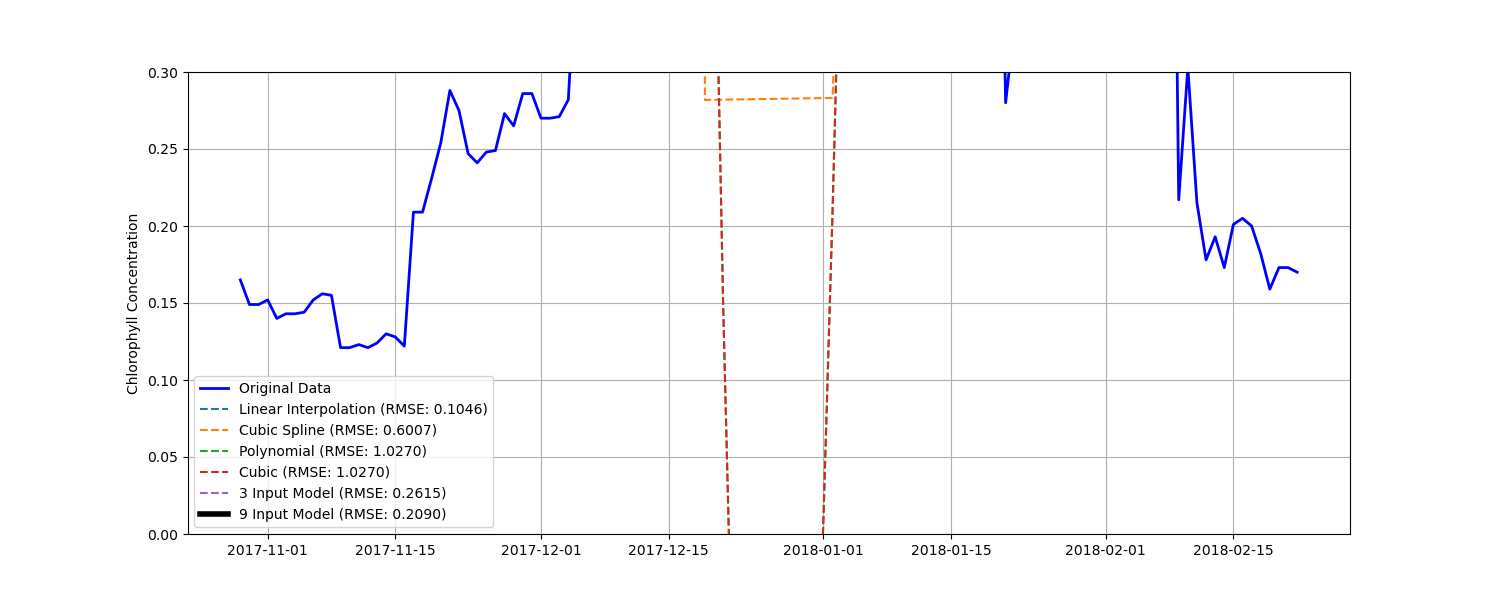 0.30
0.25
0.20
0.15
0.10
0.05
0.00
Chlorophyll Concentration
Original Data
Linear Interpolation (RMSE: 0.1046)
Cubic Spline (RMSE: 0.6007)
Polynomial (RMSE: 1.0270)
Cubic (RMSE: 1.0270)
3 Input Model (RMSE: 0.2615)
9 Input Model (RMSE: 0.2090)
2017-11-01 2017-11-15 2017-12-01 2017-12-15 2018-01-01 2018-01-15 2018-02-01 2018-02-15